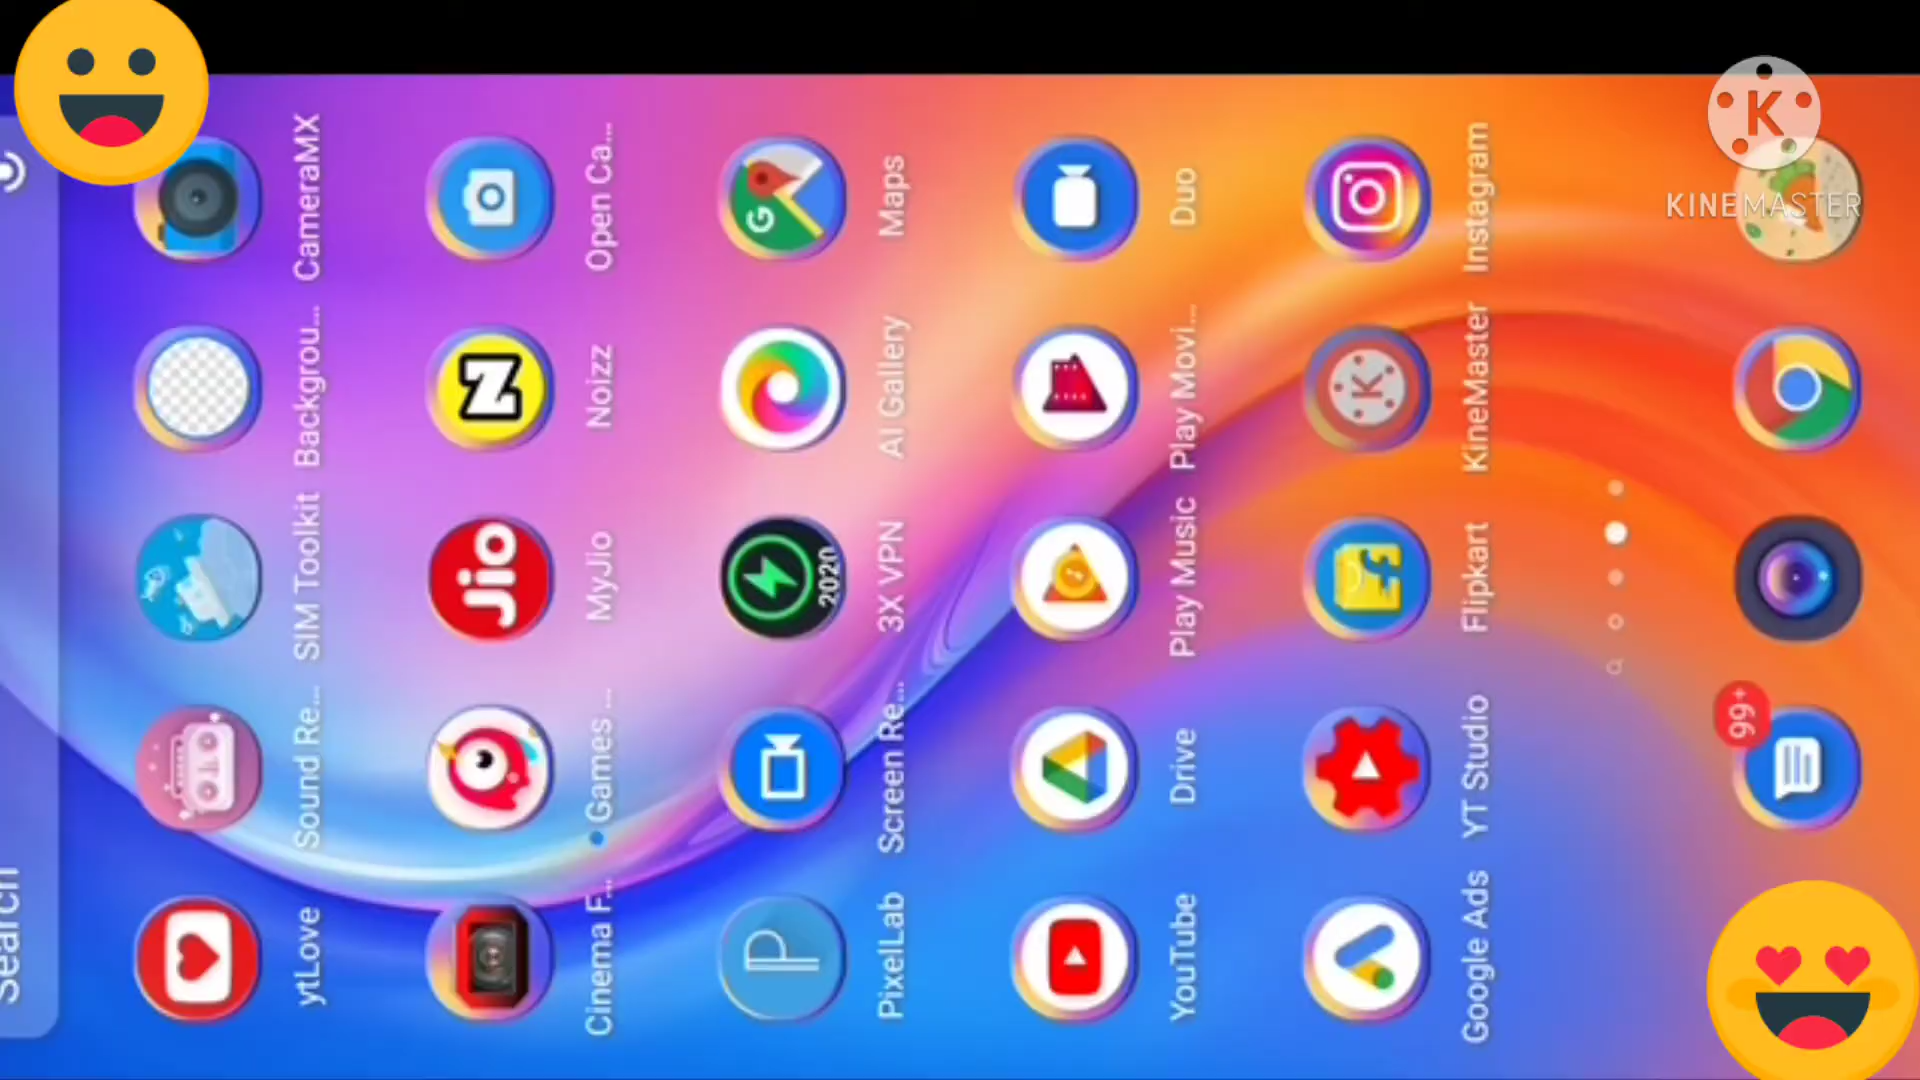 KINEMASTER
Search
ytLove
Sound Re...
SIM Toolkit
Backgrou...
CameraMX
Cinema F...
Games ...
MyJio
Noizz
Open Ca...
PixelLab
Screen Re...
3X VPN
AI Gallery
Maps
YouTube
Drive
Play Music
Play Movi...
Duo
Google Ads
YT Studio
Flipkart
KineMaster
Instagram
Jio
Z
2020
G
P
K
K
f
99+